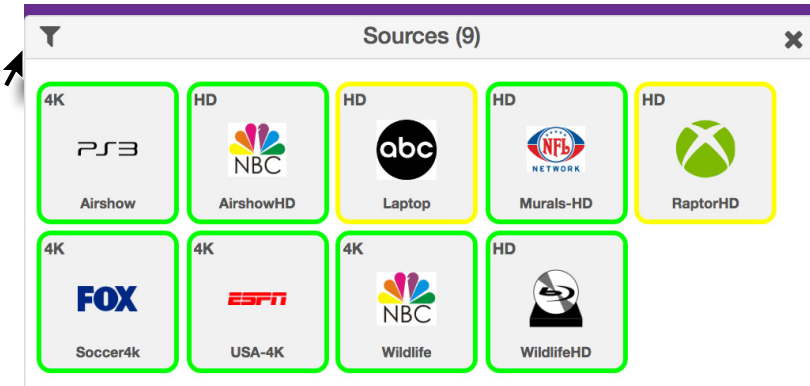 Sources (9)
4K
HD
HD
HD
HD
PS3
NBC
abc
NFL
NETWORK
Airshow
AirshowHD
Laptop
Murals-HD
RaptorHD
4K
4K
4K
HD
FOX
ESPN
NBC
Soccer4k
USA-4K
Wildlife
WildlifeHD